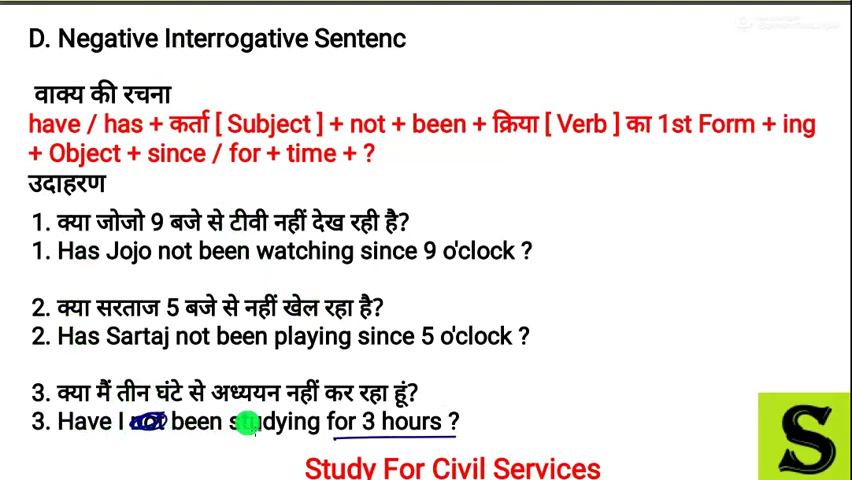 D. Negative Interrogative Sentenc
वाक्य की रचना
have / has + कर्ता [ Subject ] + not + been + क्रिया [ Verb ] का 1st Form + ing
+ Object + since / for + time + ?
उदाहरण
1. क्या जोजो 9 बजे से टीवी नहीं देख रही है?
1. Has Jojo not been watching since 9 o'clock ?
2. क्या सरताज 5 बजे से नहीं खेल रहा है?
2. Has Sartaj not been playing since 5 o'clock ?
3. क्या मैं तीन घंटे से अध्ययन नहीं कर रहा हूं?
3. Have I not been studying for 3 hours ?
S
Study For Civil Services